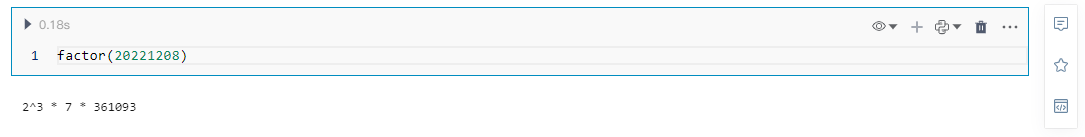 0.18s
1 factor(20221208)
2^3 * 7 * 361093